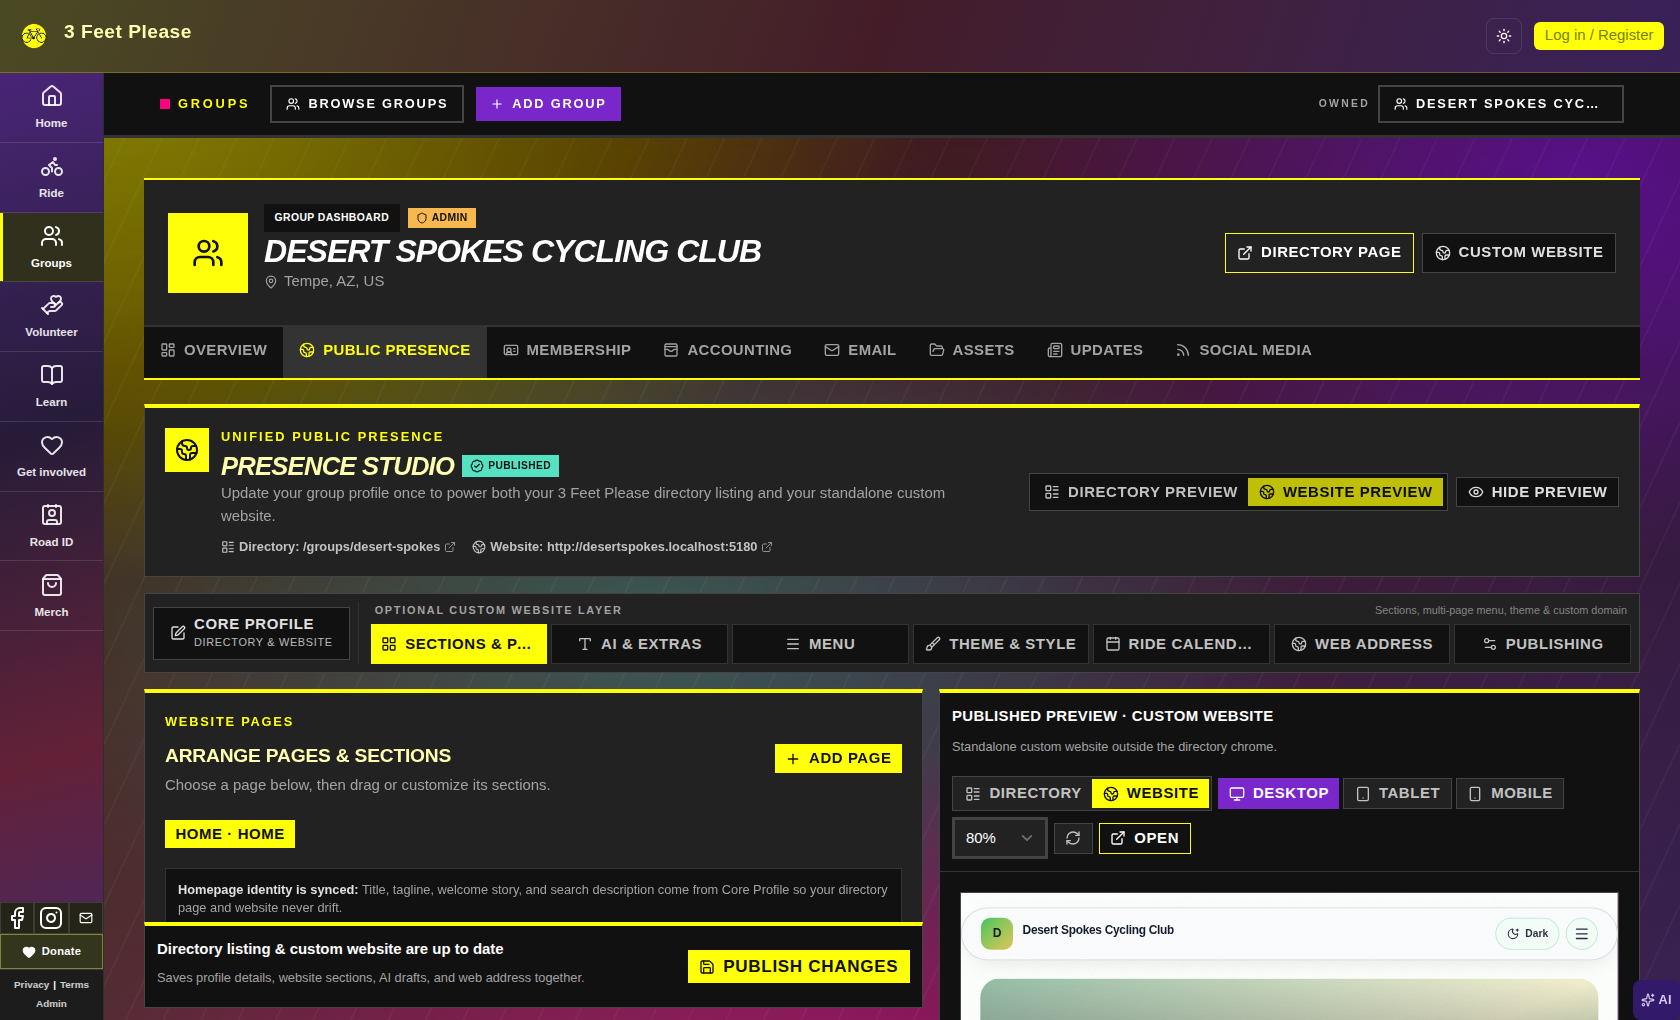 3 Feet Please
Log in / Register
Home
Ride
Groups
Volunteer
Learn
Get involved
Road ID
Merch
Donate
Privacy | Terms
Admin
GROUPS
BROWSE GROUPS
ADD GROUP
OWNED
DESERT SPOKES CYC…
GROUP DASHBOARD
ADMIN
DESERT SPOKES CYCLING CLUB
Tempe, AZ, US
DIRECTORY PAGE
CUSTOM WEBSITE
OVERVIEW
PUBLIC PRESENCE
MEMBERSHIP
ACCOUNTING
EMAIL
ASSETS
UPDATES
SOCIAL MEDIA
UNIFIED PUBLIC PRESENCE
PRESENCE STUDIO
PUBLISHED
Update your group profile once to power both your 3 Feet Please directory listing and your standalone custom
website.
Directory: /groups/desert-spokes
Website: http://desertspokes.localhost:5180
DIRECTORY PREVIEW
WEBSITE PREVIEW
HIDE PREVIEW
CORE PROFILE
DIRECTORY & WEBSITE
OPTIONAL CUSTOM WEBSITE LAYER
Sections, multi-page menu, theme & custom domain
SECTIONS & P…
AI & EXTRAS
MENU
THEME & STYLE
RIDE CALEND…
WEB ADDRESS
PUBLISHING
WEBSITE PAGES
ARRANGE PAGES & SECTIONS
Choose a page below, then drag or customize its sections.
ADD PAGE
HOME · HOME
Homepage identity is synced: Title, tagline, welcome story, and search description come from Core Profile so your directory
page and website never drift.
Directory listing & custom website are up to date
Saves profile details, website sections, AI drafts, and web address together.
PUBLISH CHANGES
PUBLISHED PREVIEW · CUSTOM WEBSITE
Standalone custom website outside the directory chrome.
DIRECTORY
WEBSITE
DESKTOP
TABLET
MOBILE
80%
OPEN
D
Desert Spokes Cycling Club
Dark
AI